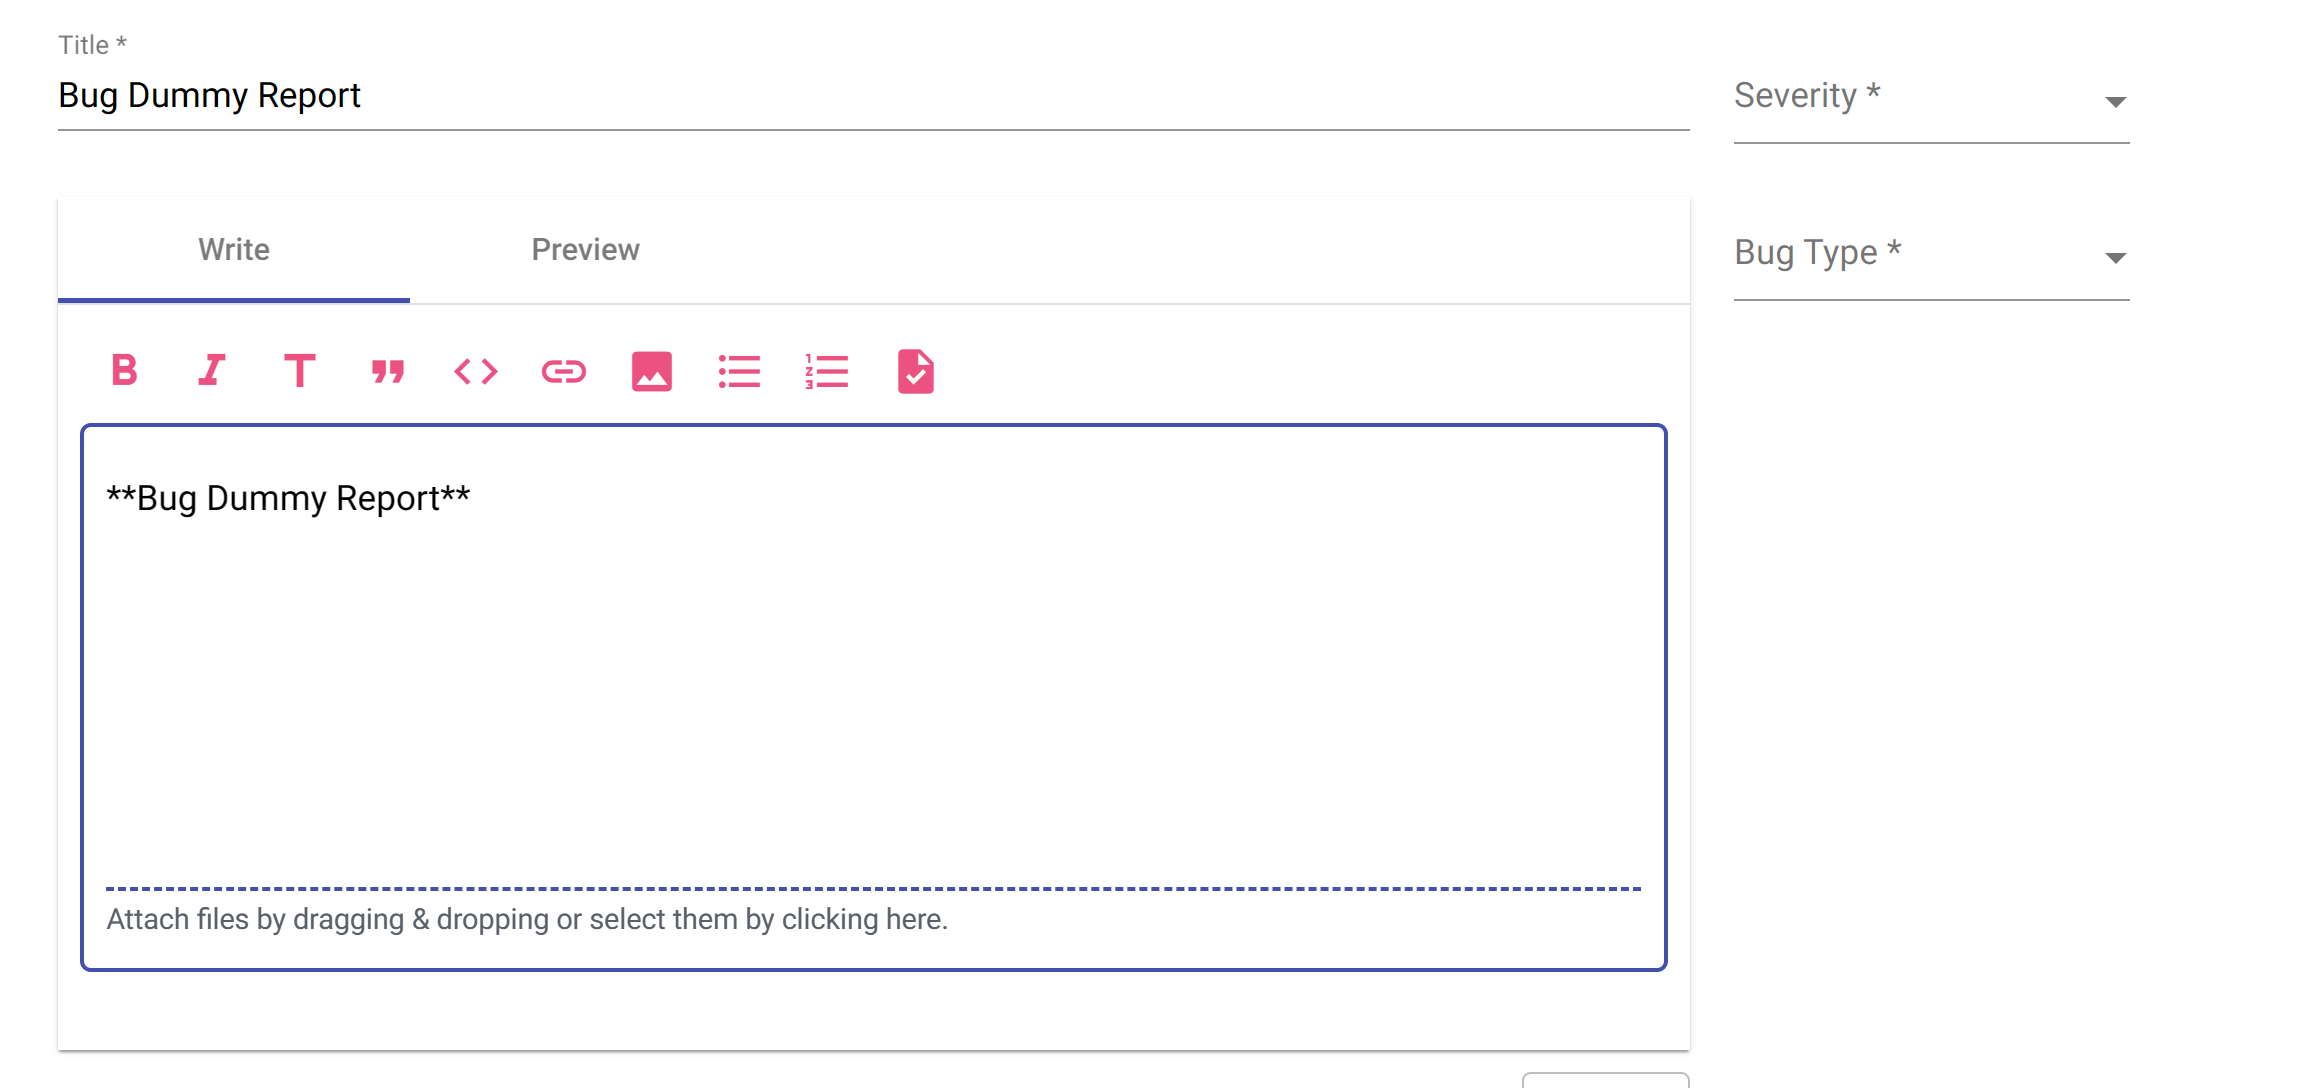 Title *
Bug Dummy Report
Severity *
Write
Preview
Bug Type *
**Bug Dummy Report**
Attach files by dragging & dropping or select them by clicking here.